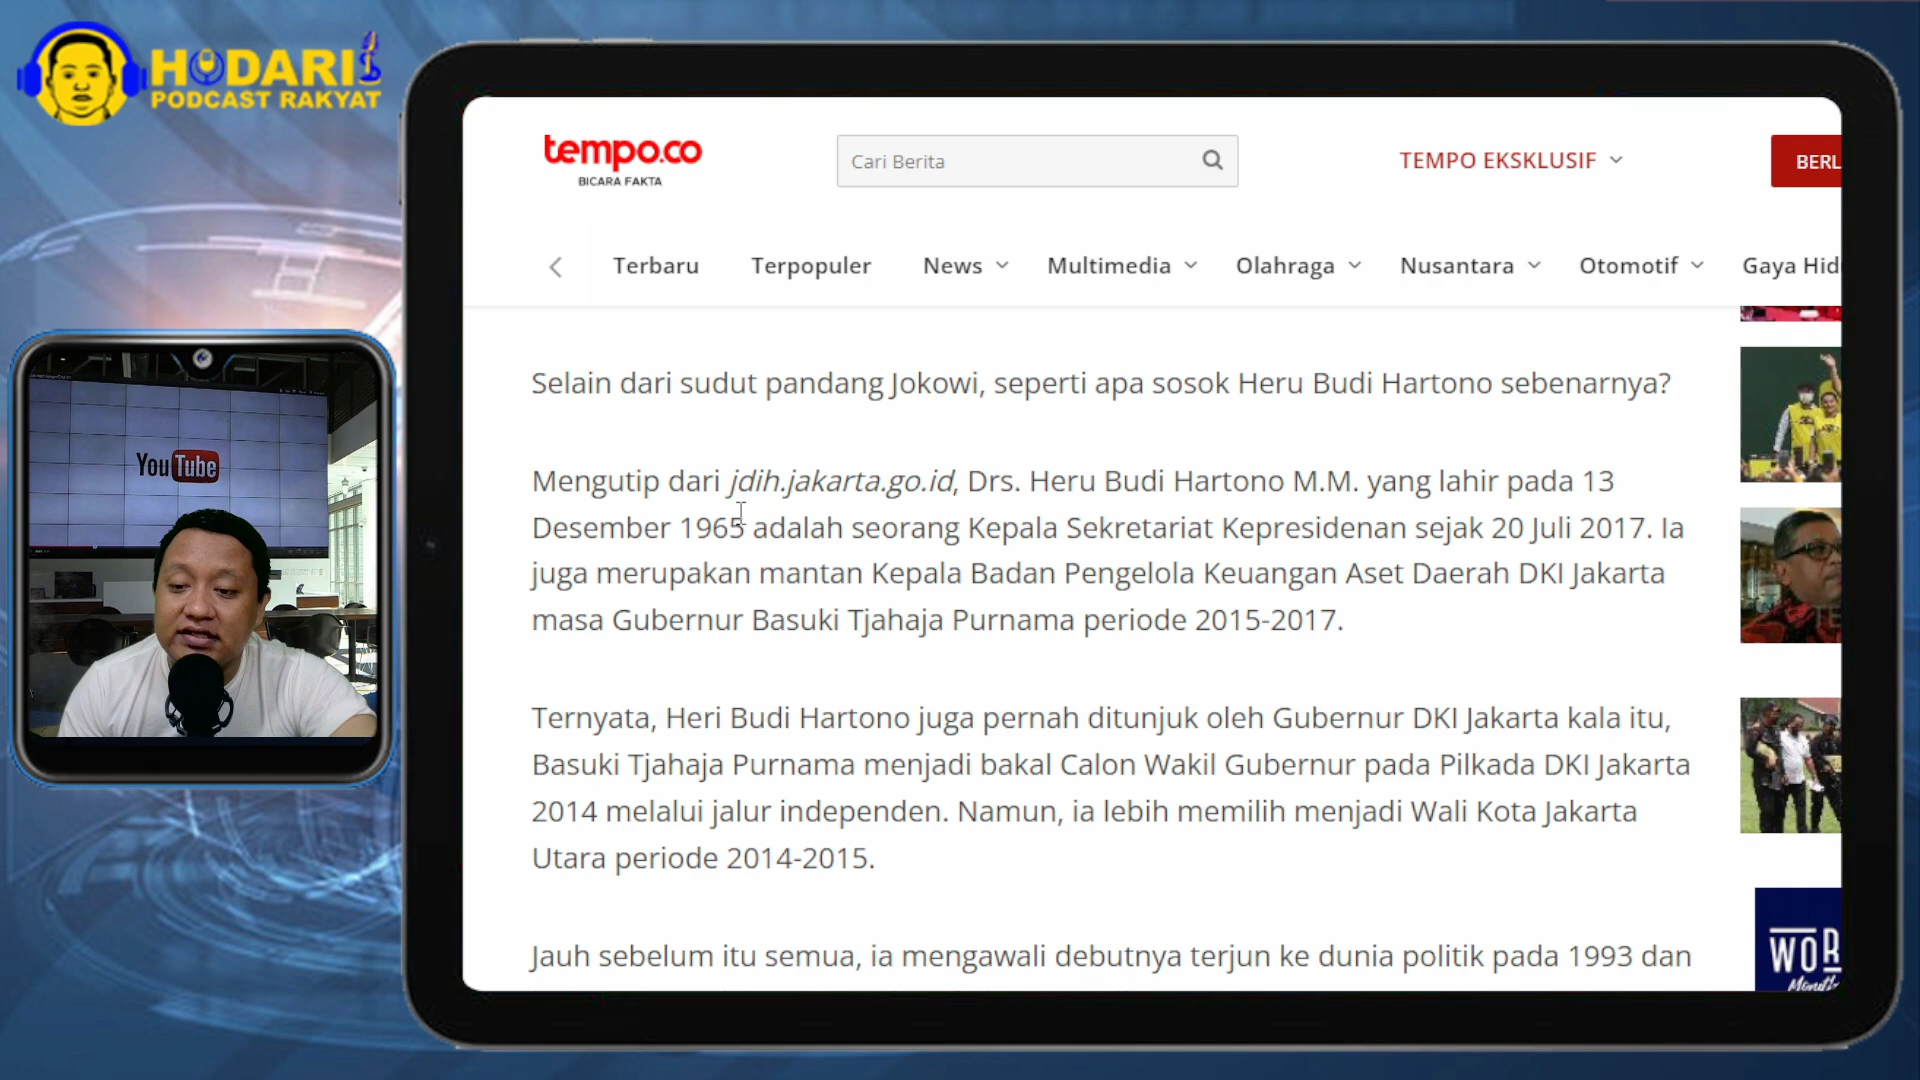 HODARI
PODCAST RAKYAT
tempo.co
BICARA FAKTA
Cari Berita
TEMPO EKSKLUSIF
BERL
Terbaru
Terpopuler
News
Multimedia
Olahraga
Nusantara
Otomotif
Gaya Hid
Selain dari sudut pandang Jokowi, seperti apa sosok Heru Budi Hartono sebenarnya?
Mengutip dari jdih.jakarta.go.id, Drs. Heru Budi Hartono M.M. yang lahir pada 13
Desember 1965 adalah seorang Kepala Sekretariat Kepresidenan sejak 20 Juli 2017. Ia
juga merupakan mantan Kepala Badan Pengelola Keuangan Aset Daerah DKI Jakarta
masa Gubernur Basuki Tjahaja Purnama periode 2015-2017.
Ternyata, Heri Budi Hartono juga pernah ditunjuk oleh Gubernur DKI Jakarta kala itu,
Basuki Tjahaja Purnama menjadi bakal Calon Wakil Gubernur pada Pilkada DKI Jakarta
2014 melalui jalur independen. Namun, ia lebih memilih menjadi Wali Kota Jakarta
Utara periode 2014-2015.
Jauh sebelum itu semua, ia mengawali debutnya terjun ke dunia politik pada 1993 dan
WOR
YouTube